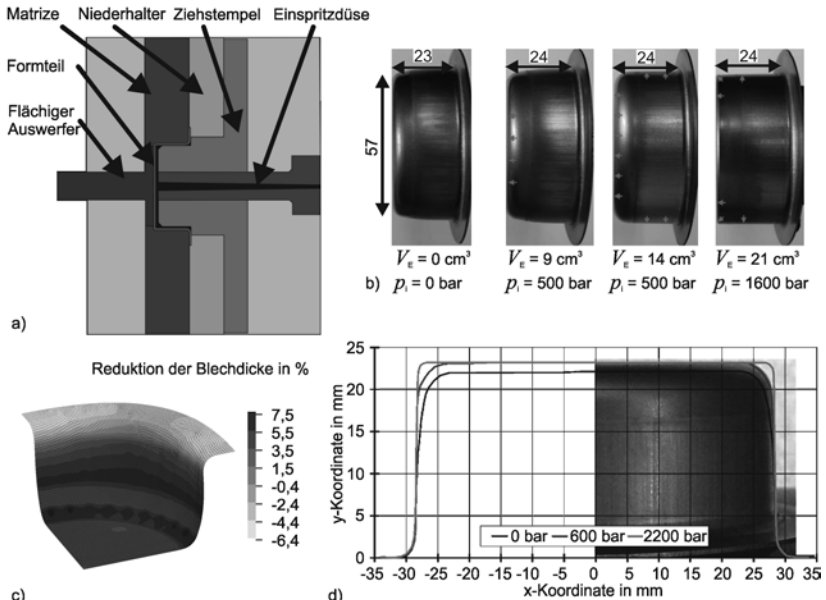 Matrize Niederhalter Ziehstempel Einspritzdüse
Formteil
Flächiger
Auswerfer
a)
23 24 24 24
57
V_E = 0 cm³ V_E = 9 cm³ V_E = 14 cm³ V_E = 21 cm³
b) p_i = 0 bar p_i = 500 bar p_i = 500 bar p_i = 1600 bar
Reduktion der Blechdicke in %
7,5
5,5
3,5
1,5
-0,4
-2,4
-4,4
-6,4
c)
y-Koordinate in mm
25
20
15
10
5
0
0 bar 600 bar 2200 bar
-35 -30 -25 -20 -15 -10 -5 0 5 10 15 20 25 30 35
x-Koordinate in mm
d)